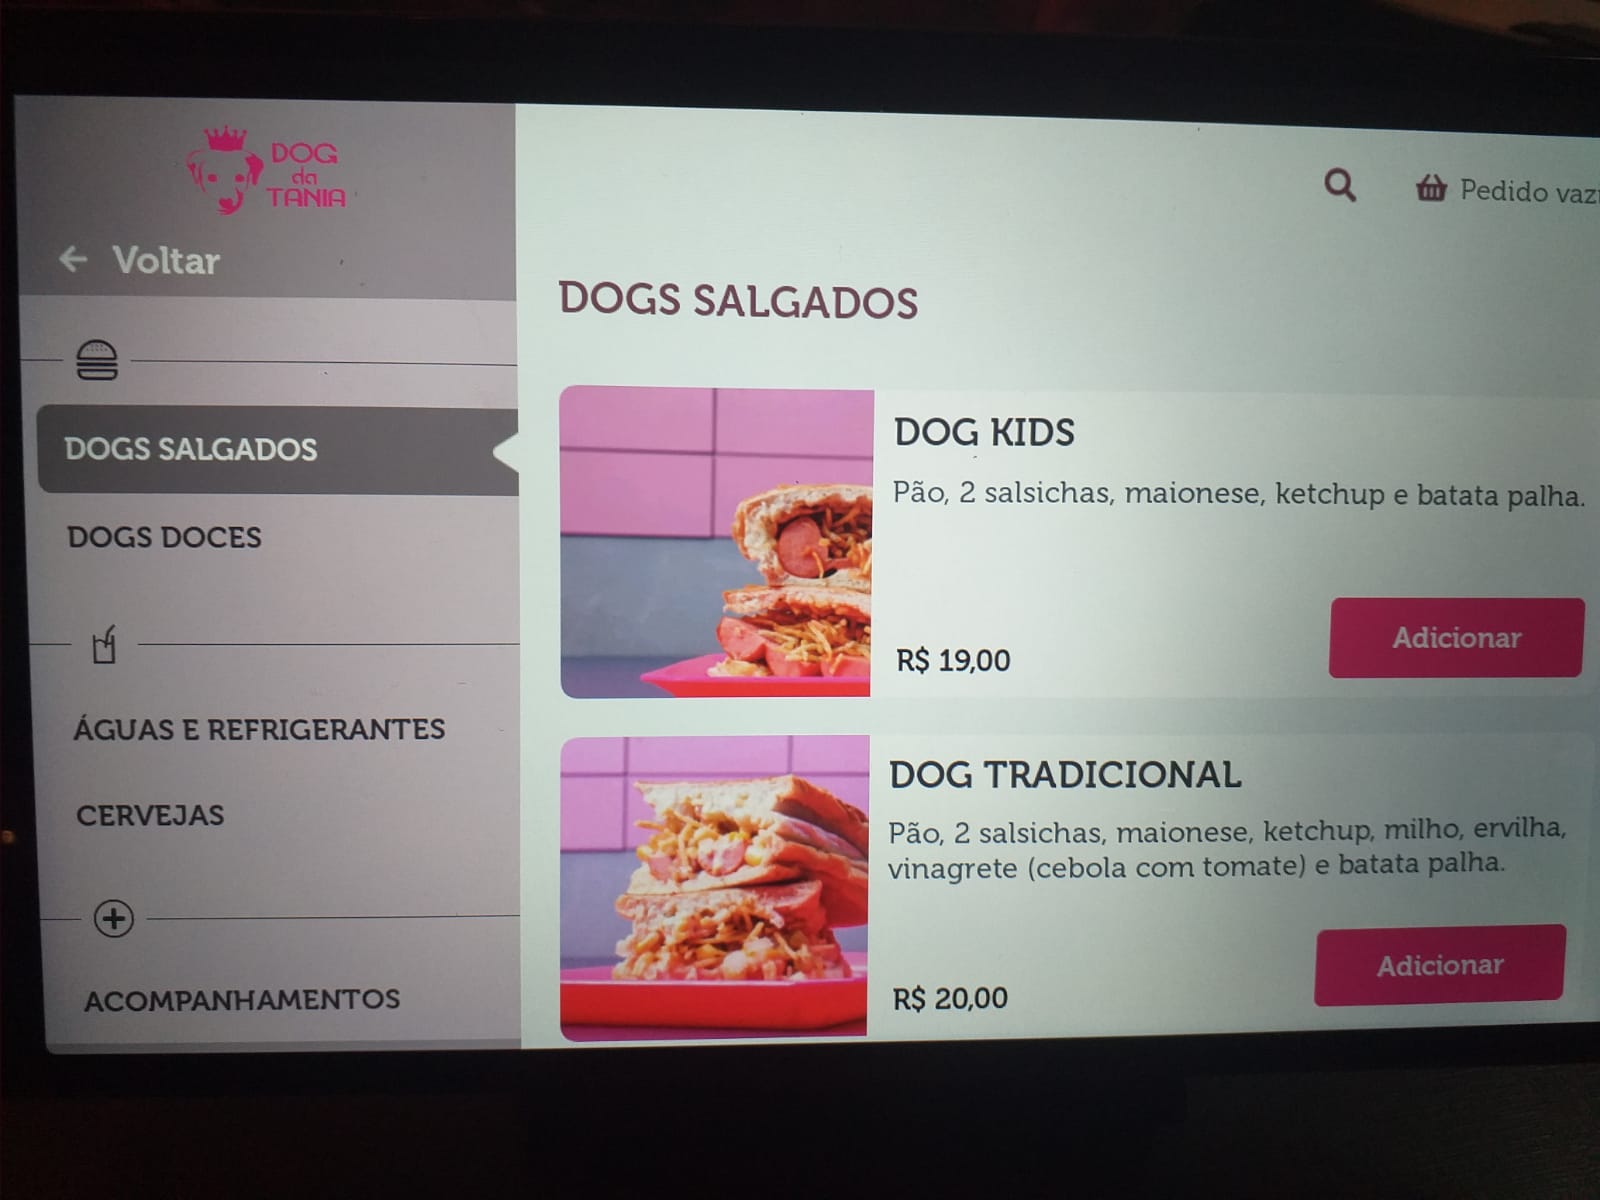 DOG
da
TANIA
Voltar
DOGS SALGADOS
DOGS DOCES
ÁGUAS E REFRIGERANTES
CERVEJAS
ACOMPANHAMENTOS
Pedido
DOGS SALGADOS
DOG KIDS
Pão, 2 salsichas, maionese, ketchup e batata palha.
R$ 19,00
Adicionar
DOG TRADICIONAL
Pão, 2 salsichas, maionese, ketchup, milho, ervilha,
vinagrete (cebola com tomate) e batata palha.
R$ 20,00
Adicionar